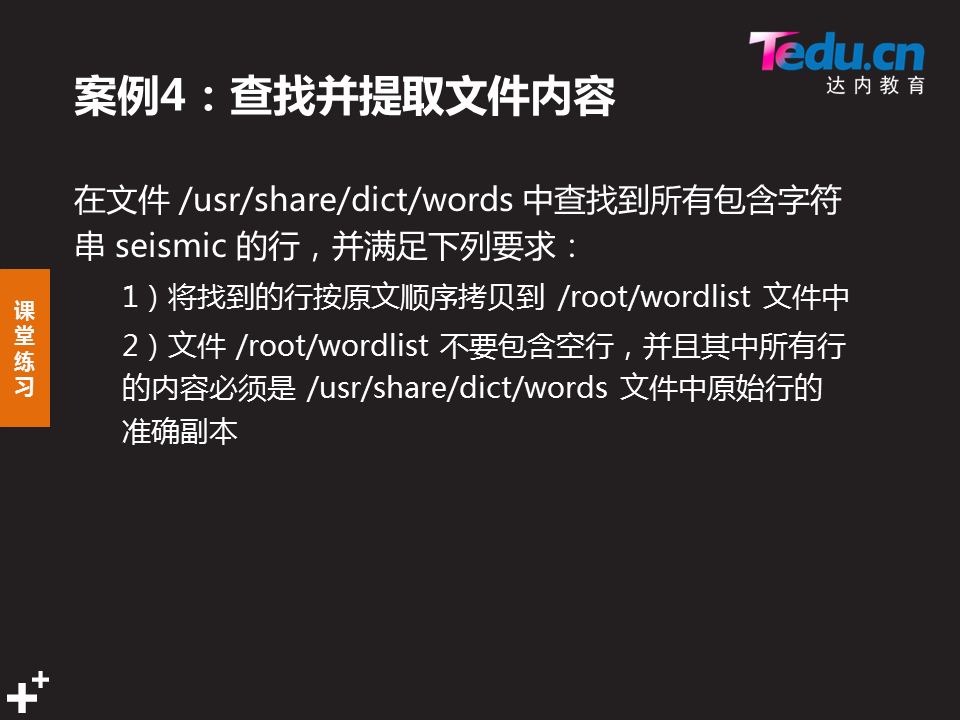 Tedu.cn
达内教育
案例4：查找并提取文件内容
在文件 /usr/share/dict/words 中查找到所有包含字符
串 seismic 的行，并满足下列要求：
1）将找到的行按原文顺序拷贝到 /root/wordlist 文件中
2）文件 /root/wordlist 不要包含空行，并且其中所有行
的内容必须是 /usr/share/dict/words 文件中原始行的
准确副本
课
堂
练
习